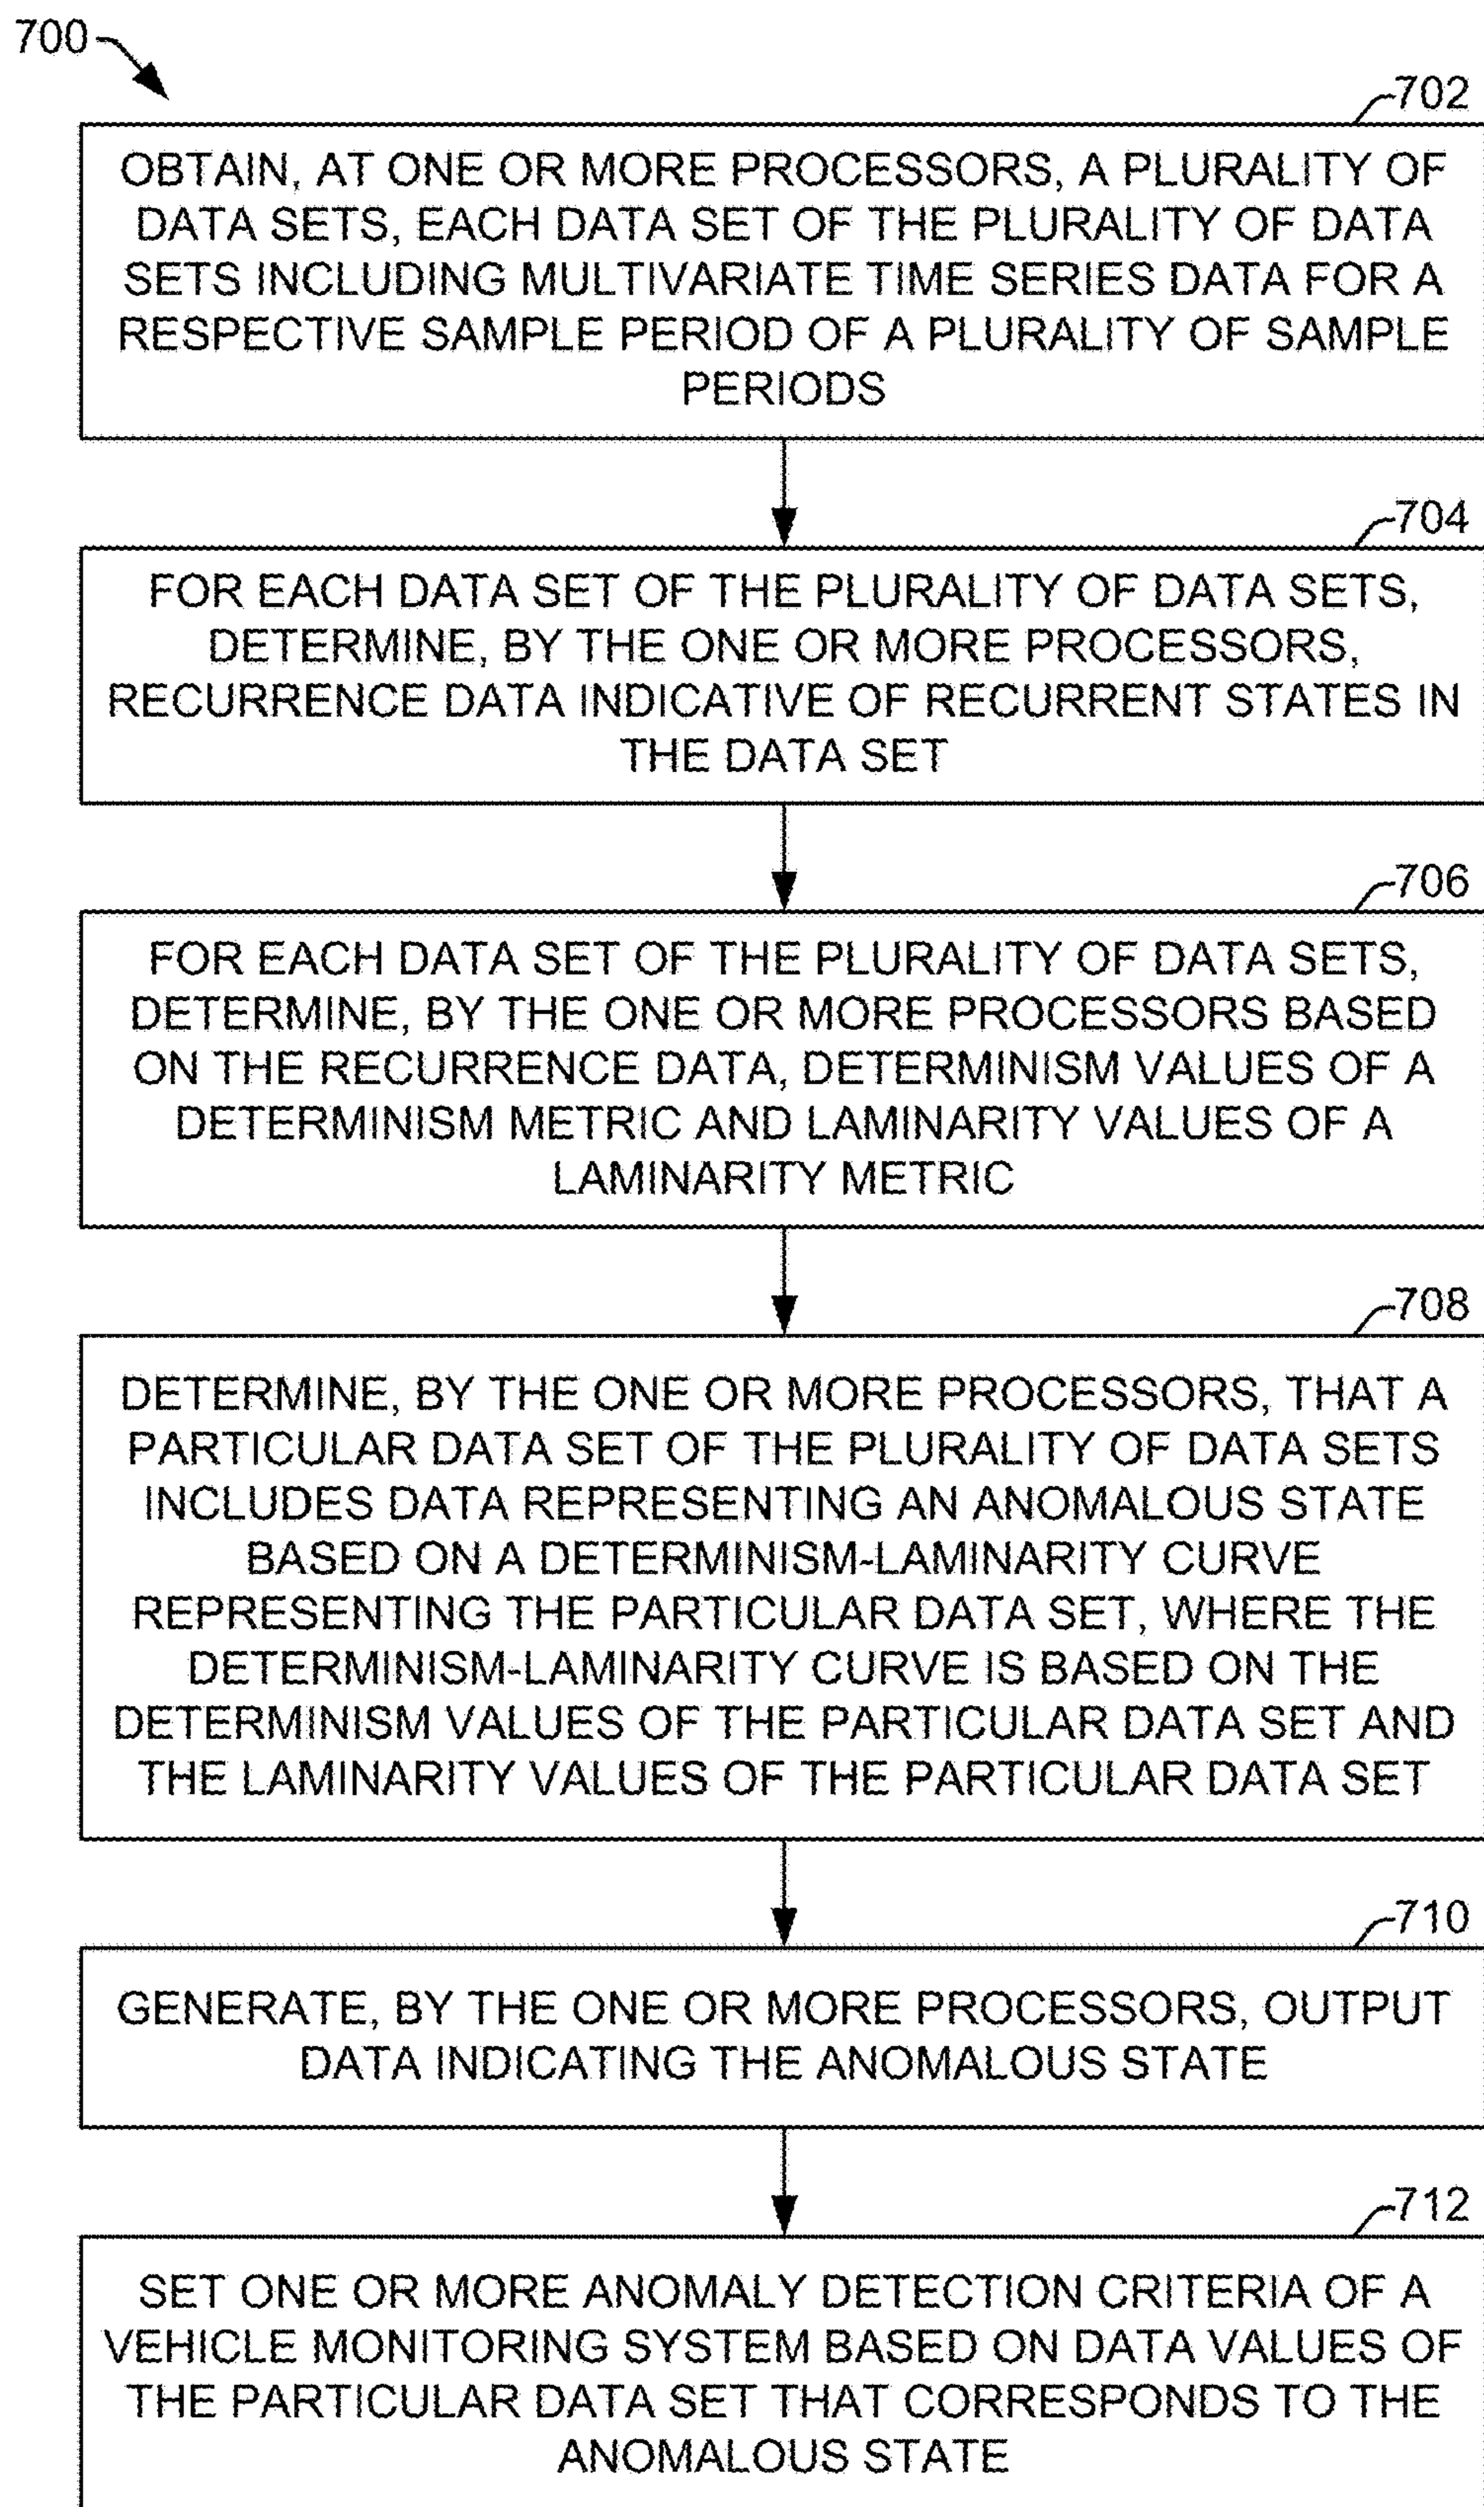 700
702
OBTAIN, AT ONE OR MORE PROCESSORS, A PLURALITY OF
DATA SETS, EACH DATA SET OF THE PLURALITY OF DATA
SETS INCLUDING MULTIVARIATE TIME SERIES DATA FOR A
RESPECTIVE SAMPLE PERIOD OF A PLURALITY OF SAMPLE
PERIODS
704
FOR EACH DATA SET OF THE PLURALITY OF DATA SETS,
DETERMINE, BY THE ONE OR MORE PROCESSORS,
RECURRENCE DATA INDICATIVE OF RECURRENT STATES IN
THE DATA SET
706
FOR EACH DATA SET OF THE PLURALITY OF DATA SETS,
DETERMINE, BY THE ONE OR MORE PROCESSORS BASED
ON THE RECURRENCE DATA, DETERMINISM VALUES OF A
DETERMINISM METRIC AND LAMINARITY VALUES OF A
LAMINARITY METRIC
708
DETERMINE, BY THE ONE OR MORE PROCESSORS, THAT A
PARTICULAR DATA SET OF THE PLURALITY OF DATA SETS
INCLUDES DATA REPRESENTING AN ANOMALOUS STATE
BASED ON A DETERMINISM-LAMINARITY CURVE
REPRESENTING THE PARTICULAR DATA SET, WHERE THE
DETERMINISM-LAMINARITY CURVE IS BASED ON THE
DETERMINISM VALUES OF THE PARTICULAR DATA SET AND
THE LAMINARITY VALUES OF THE PARTICULAR DATA SET
710
GENERATE, BY THE ONE OR MORE PROCESSORS, OUTPUT
DATA INDICATING THE ANOMALOUS STATE
712
SET ONE OR MORE ANOMALY DETECTION CRITERIA OF A
VEHICLE MONITORING SYSTEM BASED ON DATA VALUES OF
THE PARTICULAR DATA SET THAT CORRESPONDS TO THE
ANOMALOUS STATE